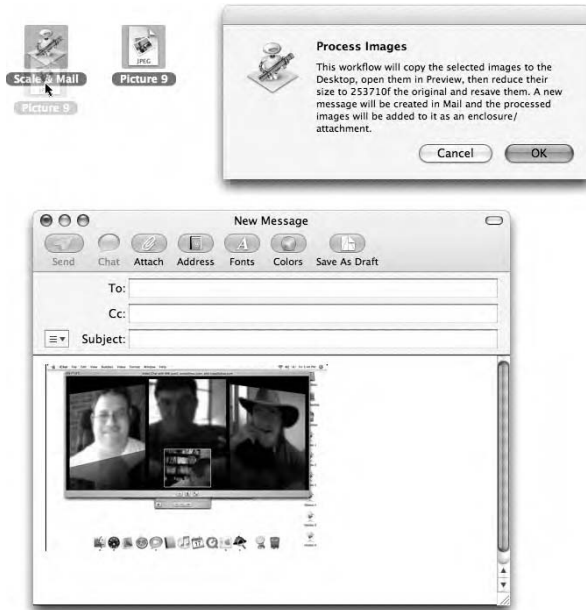 Scale & Mail
Picture 9
JPEG
Picture 9
Process Images
This workflow will copy the selected images to the
Desktop, open them in Preview, then reduce their
size to 253710f the original and resave them. A new
message will be created in Mail and the processed
images will be added to it as an enclosure/
attachment.
Cancel
OK
New Message
Send
Chat
Attach
Address
Fonts
Colors
Save As Draft
To:
Cc:
Subject: